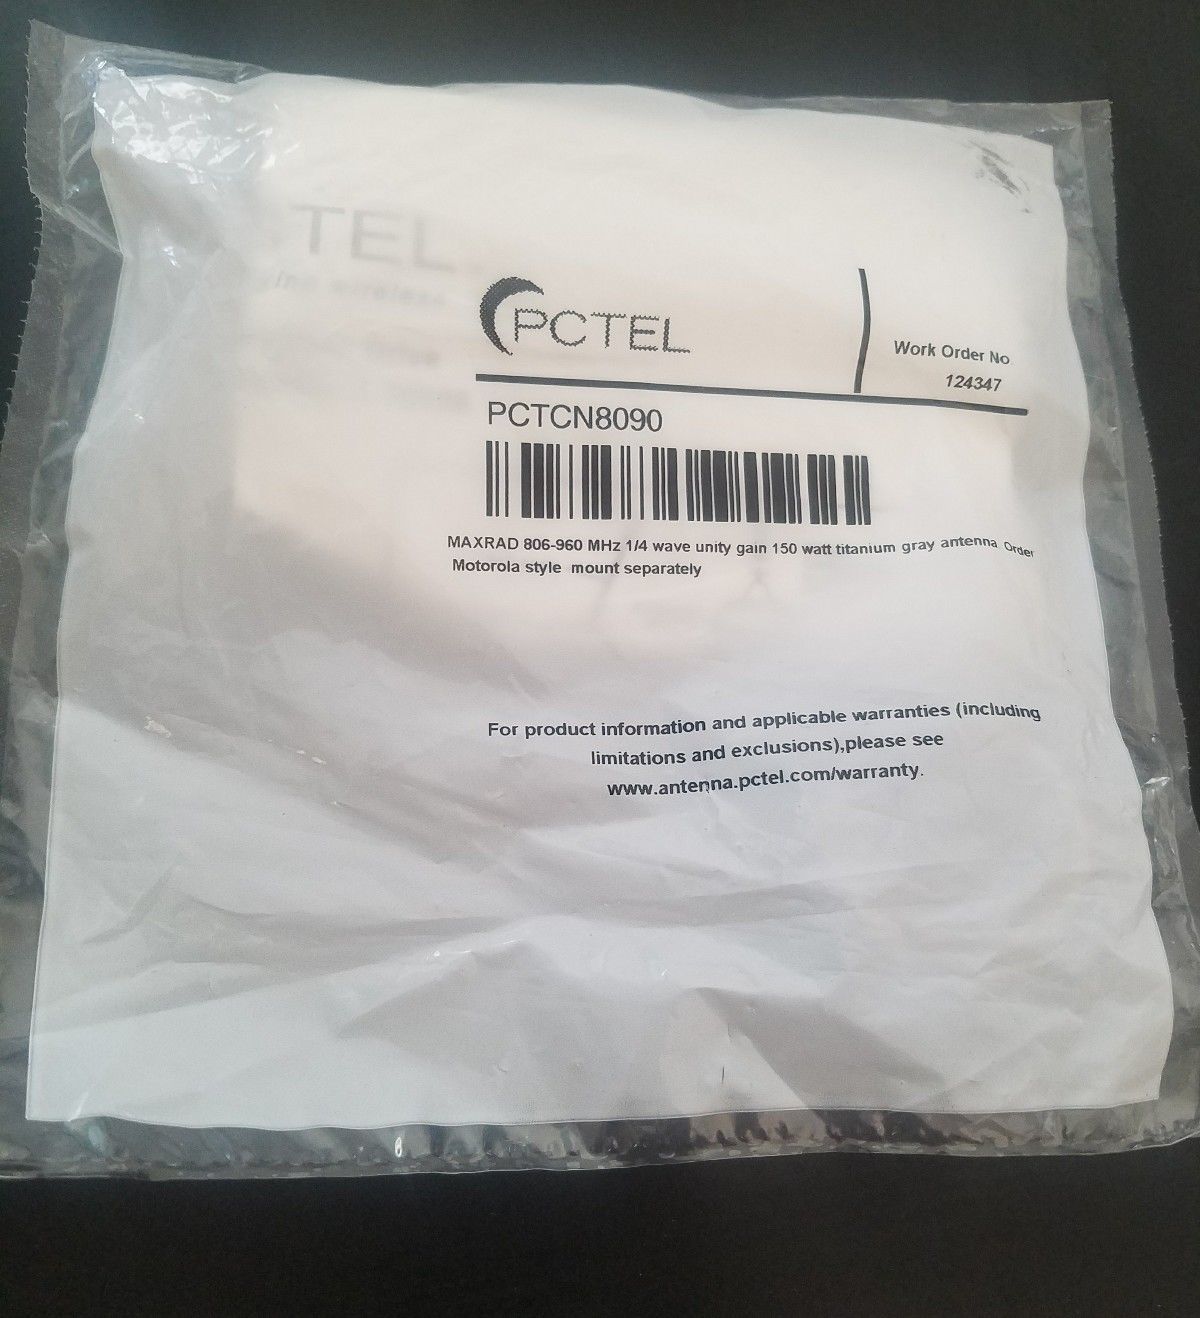 TEL
PCTEL
Work Order No
124347
PCTCN8090
MAXRAD 806-960 MHz 1/4 wave unity gain 150 watt titanium gray antenna. Order
Motorola style mount separately
For product information and applicable warranties (including
limitations and exclusions),please see
www.antenna.pctel.com/warranty.